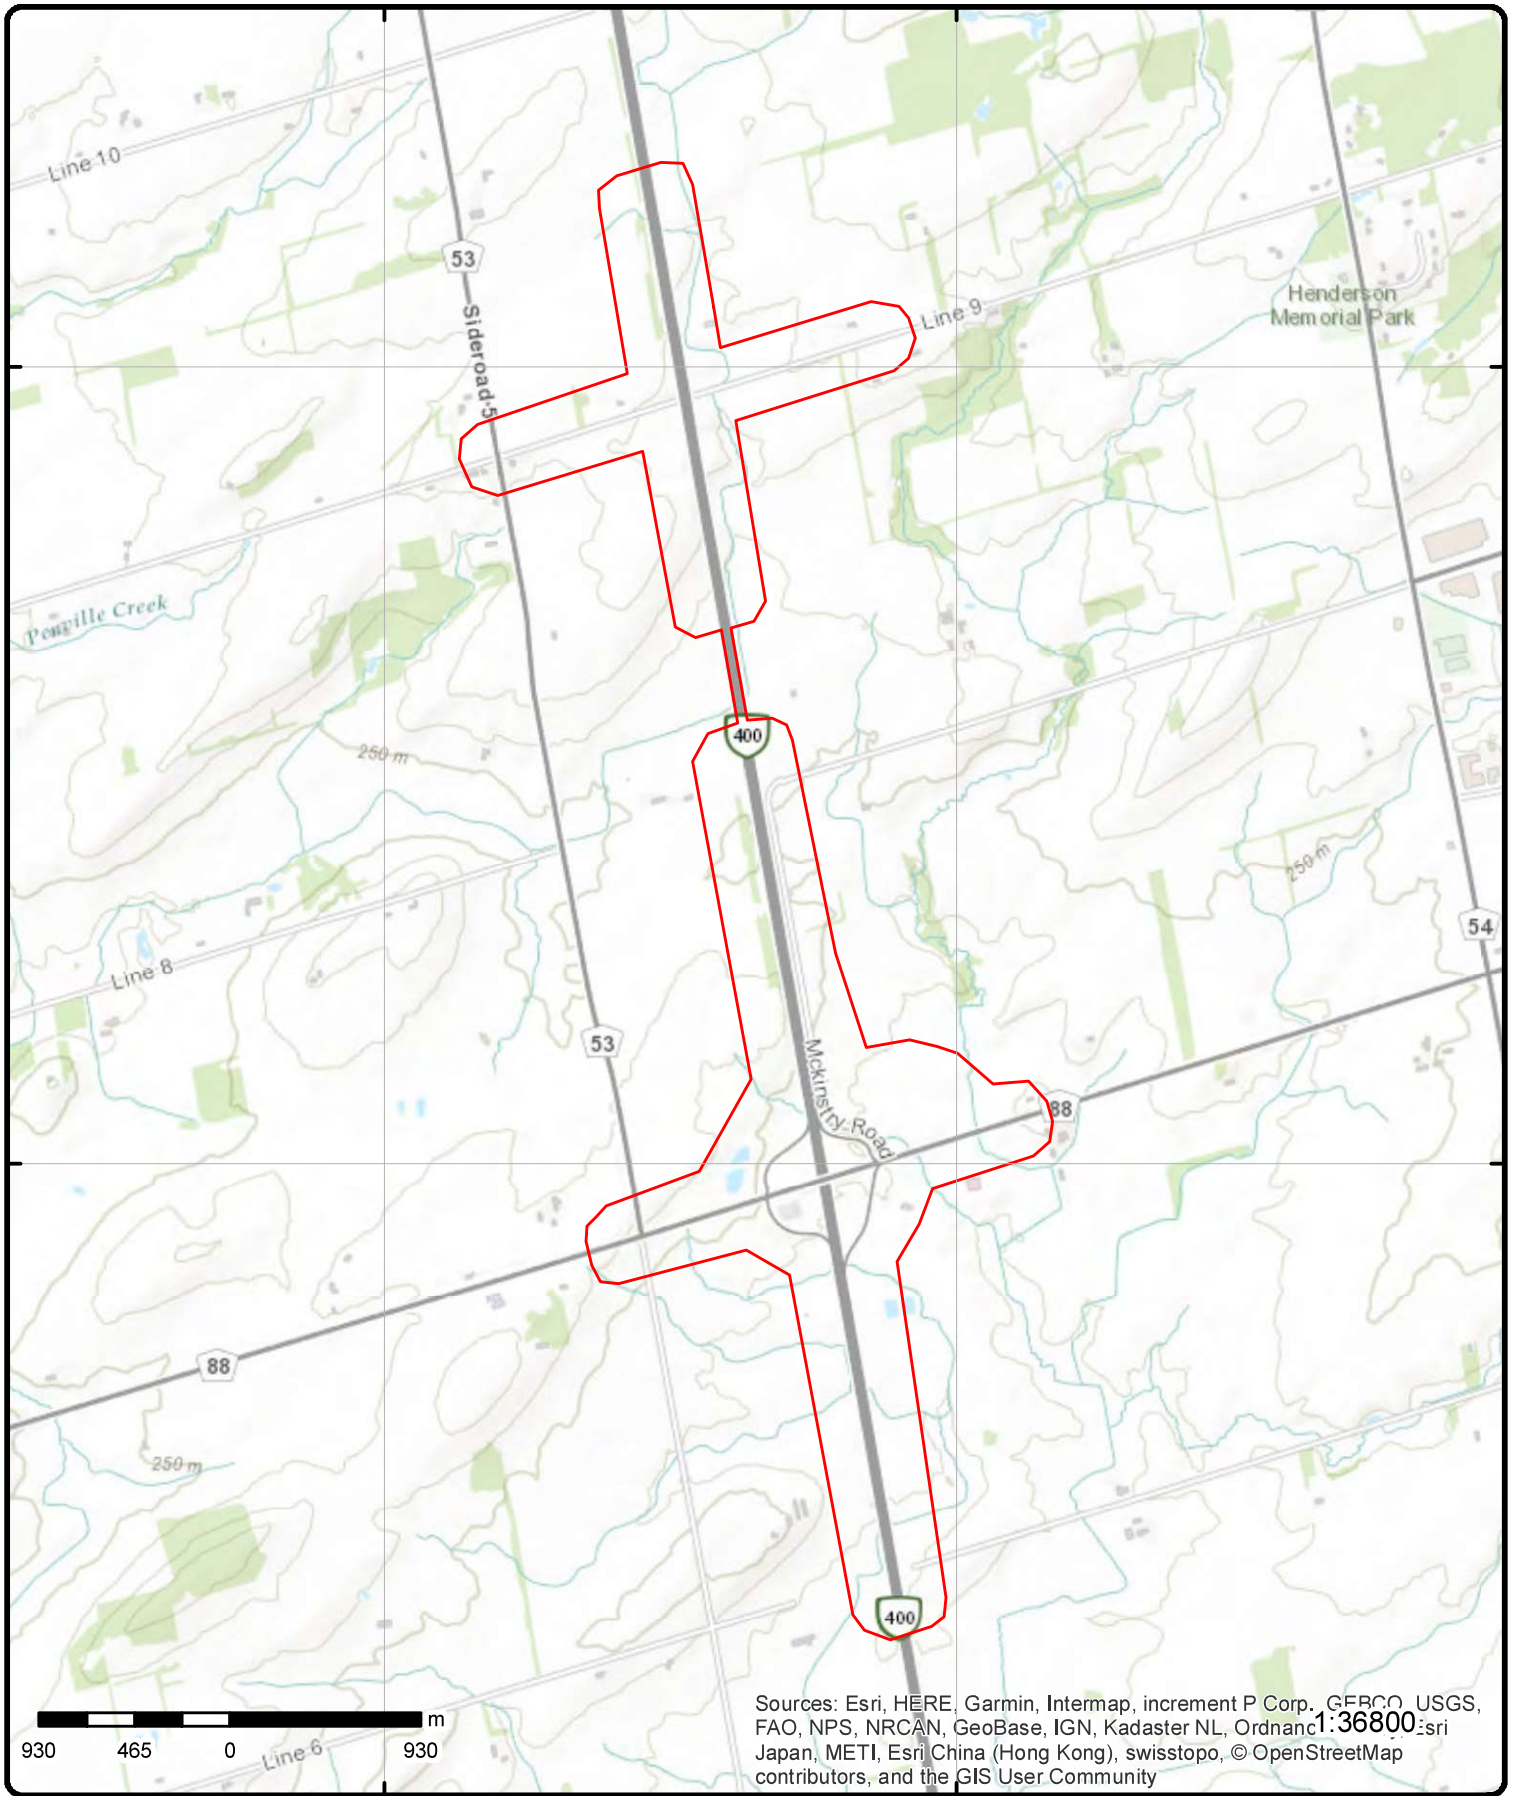 Line 10
53
Sideroad 5
Line 9
Henderson
Memorial Park
Penville Creek
250 m
400
250 m
54
Line 8
53
Mckinstry Road
88
88
250 m
400
m
930 465 0 930
Line 6
Sources: Esri, HERE, Garmin, Intermap, increment P Corp., GEBCO, USGS,
FAO, NPS, NRCAN, GeoBase, IGN, Kadaster NL, Ordnanc
1:36800
Esri
Japan, METI, Esri China (Hong Kong), swisstopo, © OpenStreetMap
contributors, and the GIS User Community